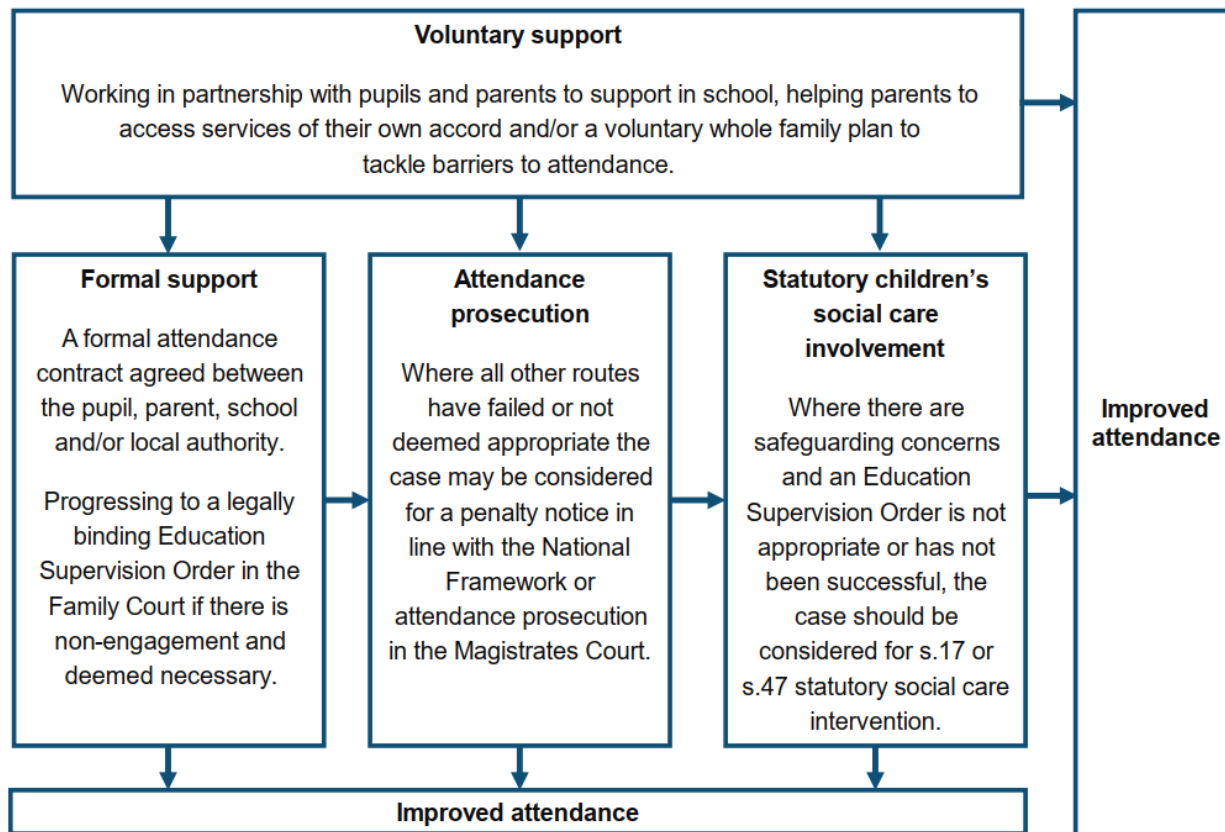 Voluntary support
Working in partnership with pupils and parents to support in school, helping parents to
access services of their own accord and/or a voluntary whole family plan to
tackle barriers to attendance.
Formal support
A formal attendance
contract agreed between
the pupil, parent, school
and/or local authority.
Progressing to a legally
binding Education
Supervision Order in the
Family Court if there is
non-engagement and
deemed necessary.
Attendance
prosecution
Where all other routes
have failed or not
deemed appropriate the
case may be considered
for a penalty notice in
line with the National
Framework or
attendance prosecution
in the Magistrates Court.
Statutory children’s
social care
involvement
Where there are
safeguarding concerns
and an Education
Supervision Order is not
appropriate or has not
been successful, the
case should be
considered for s.17 or
s.47 statutory social care
intervention.
Improved
attendance
Improved attendance